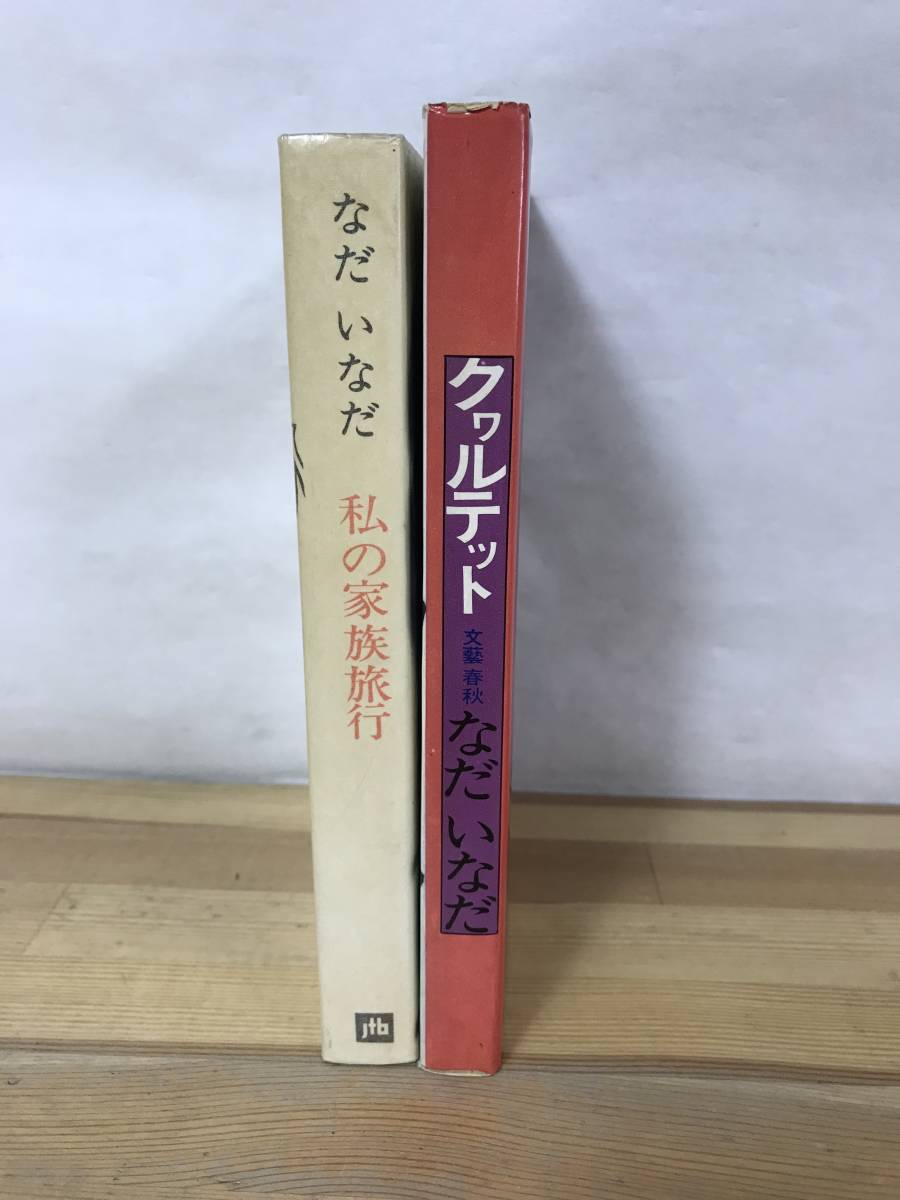 なだ いなだ
私の家族旅行
jtb
クヮルテット
文藝春秋
なだ いなだ